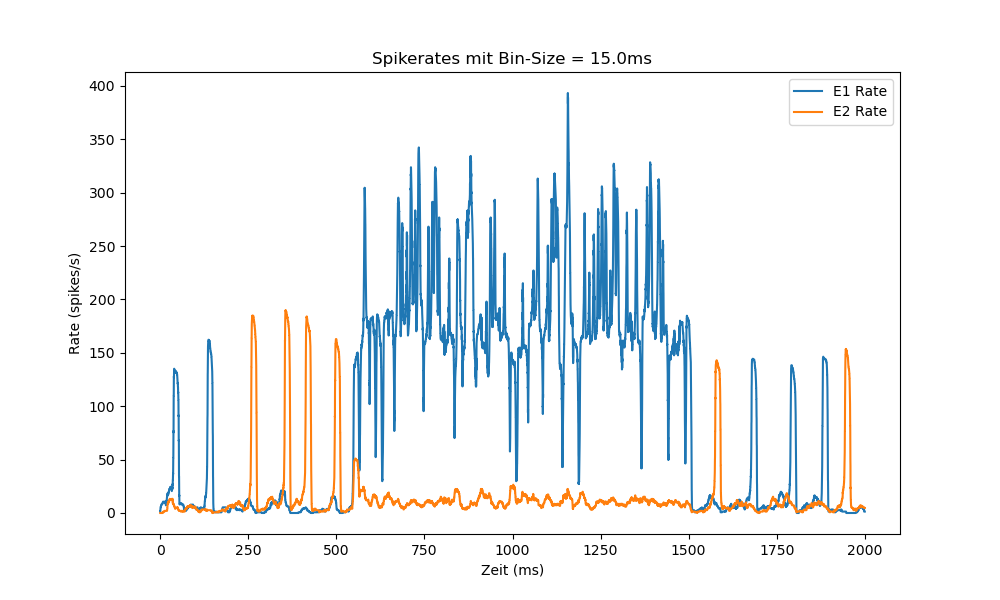 Spikerates mit Bin-Size = 15.0ms
E1 Rate
E2 Rate
Rate (spikes/s)
400
350
300
250
200
150
100
50
0
0 250 500 750 1000 1250 1500 1750 2000
Zeit (ms)